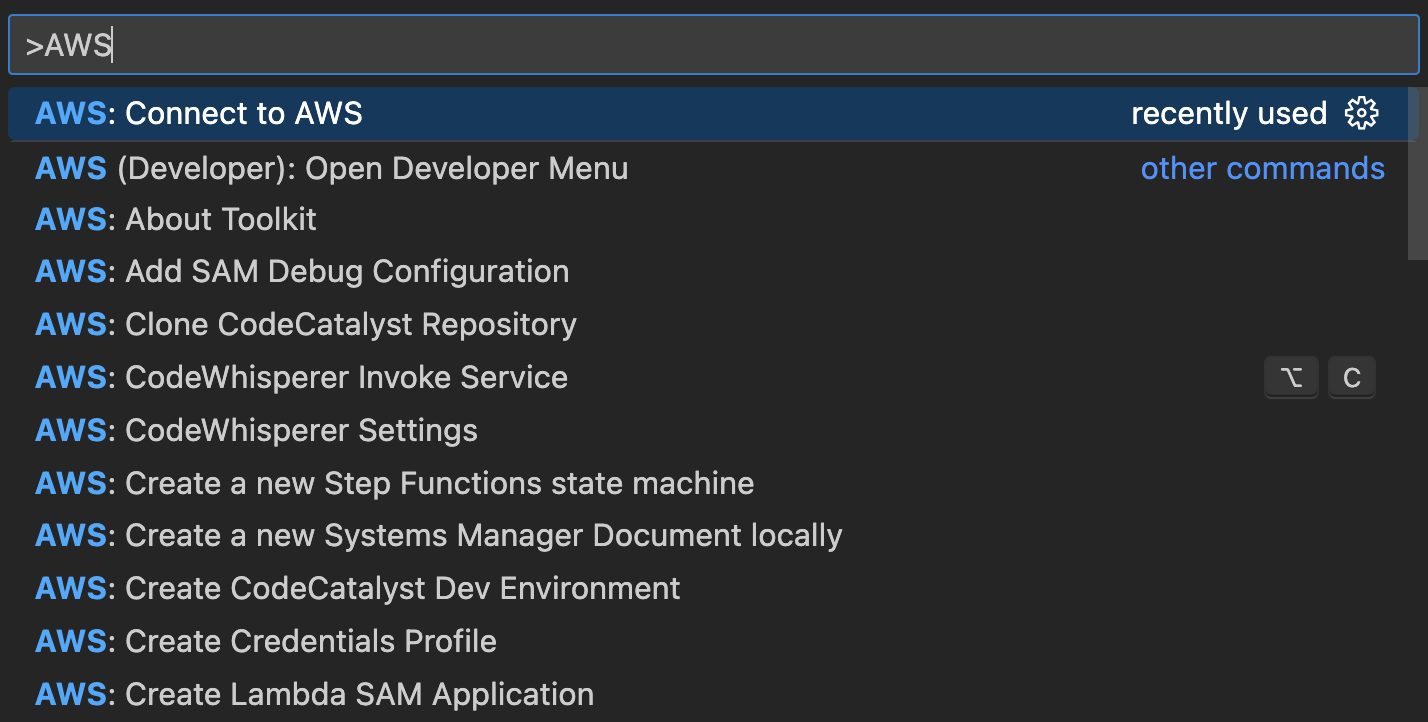 >AWS
AWS: Connect to AWS recently used
AWS (Developer): Open Developer Menu other commands
AWS: About Toolkit
AWS: Add SAM Debug Configuration
AWS: Clone CodeCatalyst Repository
AWS: CodeWhisperer Invoke Service ⌥ C
AWS: CodeWhisperer Settings
AWS: Create a new Step Functions state machine
AWS: Create a new Systems Manager Document locally
AWS: Create CodeCatalyst Dev Environment
AWS: Create Credentials Profile
AWS: Create Lambda SAM Application